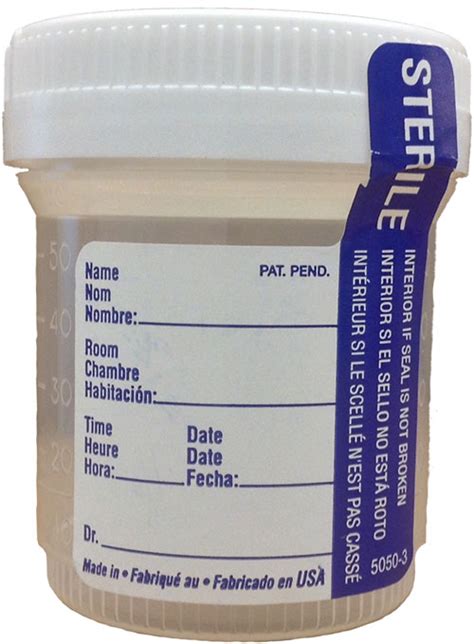 STERILE
INTERIOR IF SEAL IS NOT BROKEN
INTERIOR SI EL SELLO NO ESTÁ ROTO
INTÉRIEUR SI LE SCELLÉ N'EST PAS CASSÉ
5050-3
Name PAT. PEND.
Nom
Nombre:
Room
Chambre
Habitación:
Time Date
Heure Date
Hora: Fecha:
Dr.
Made in • Fabriqué au • Fabricado en USA
50
40
30
20